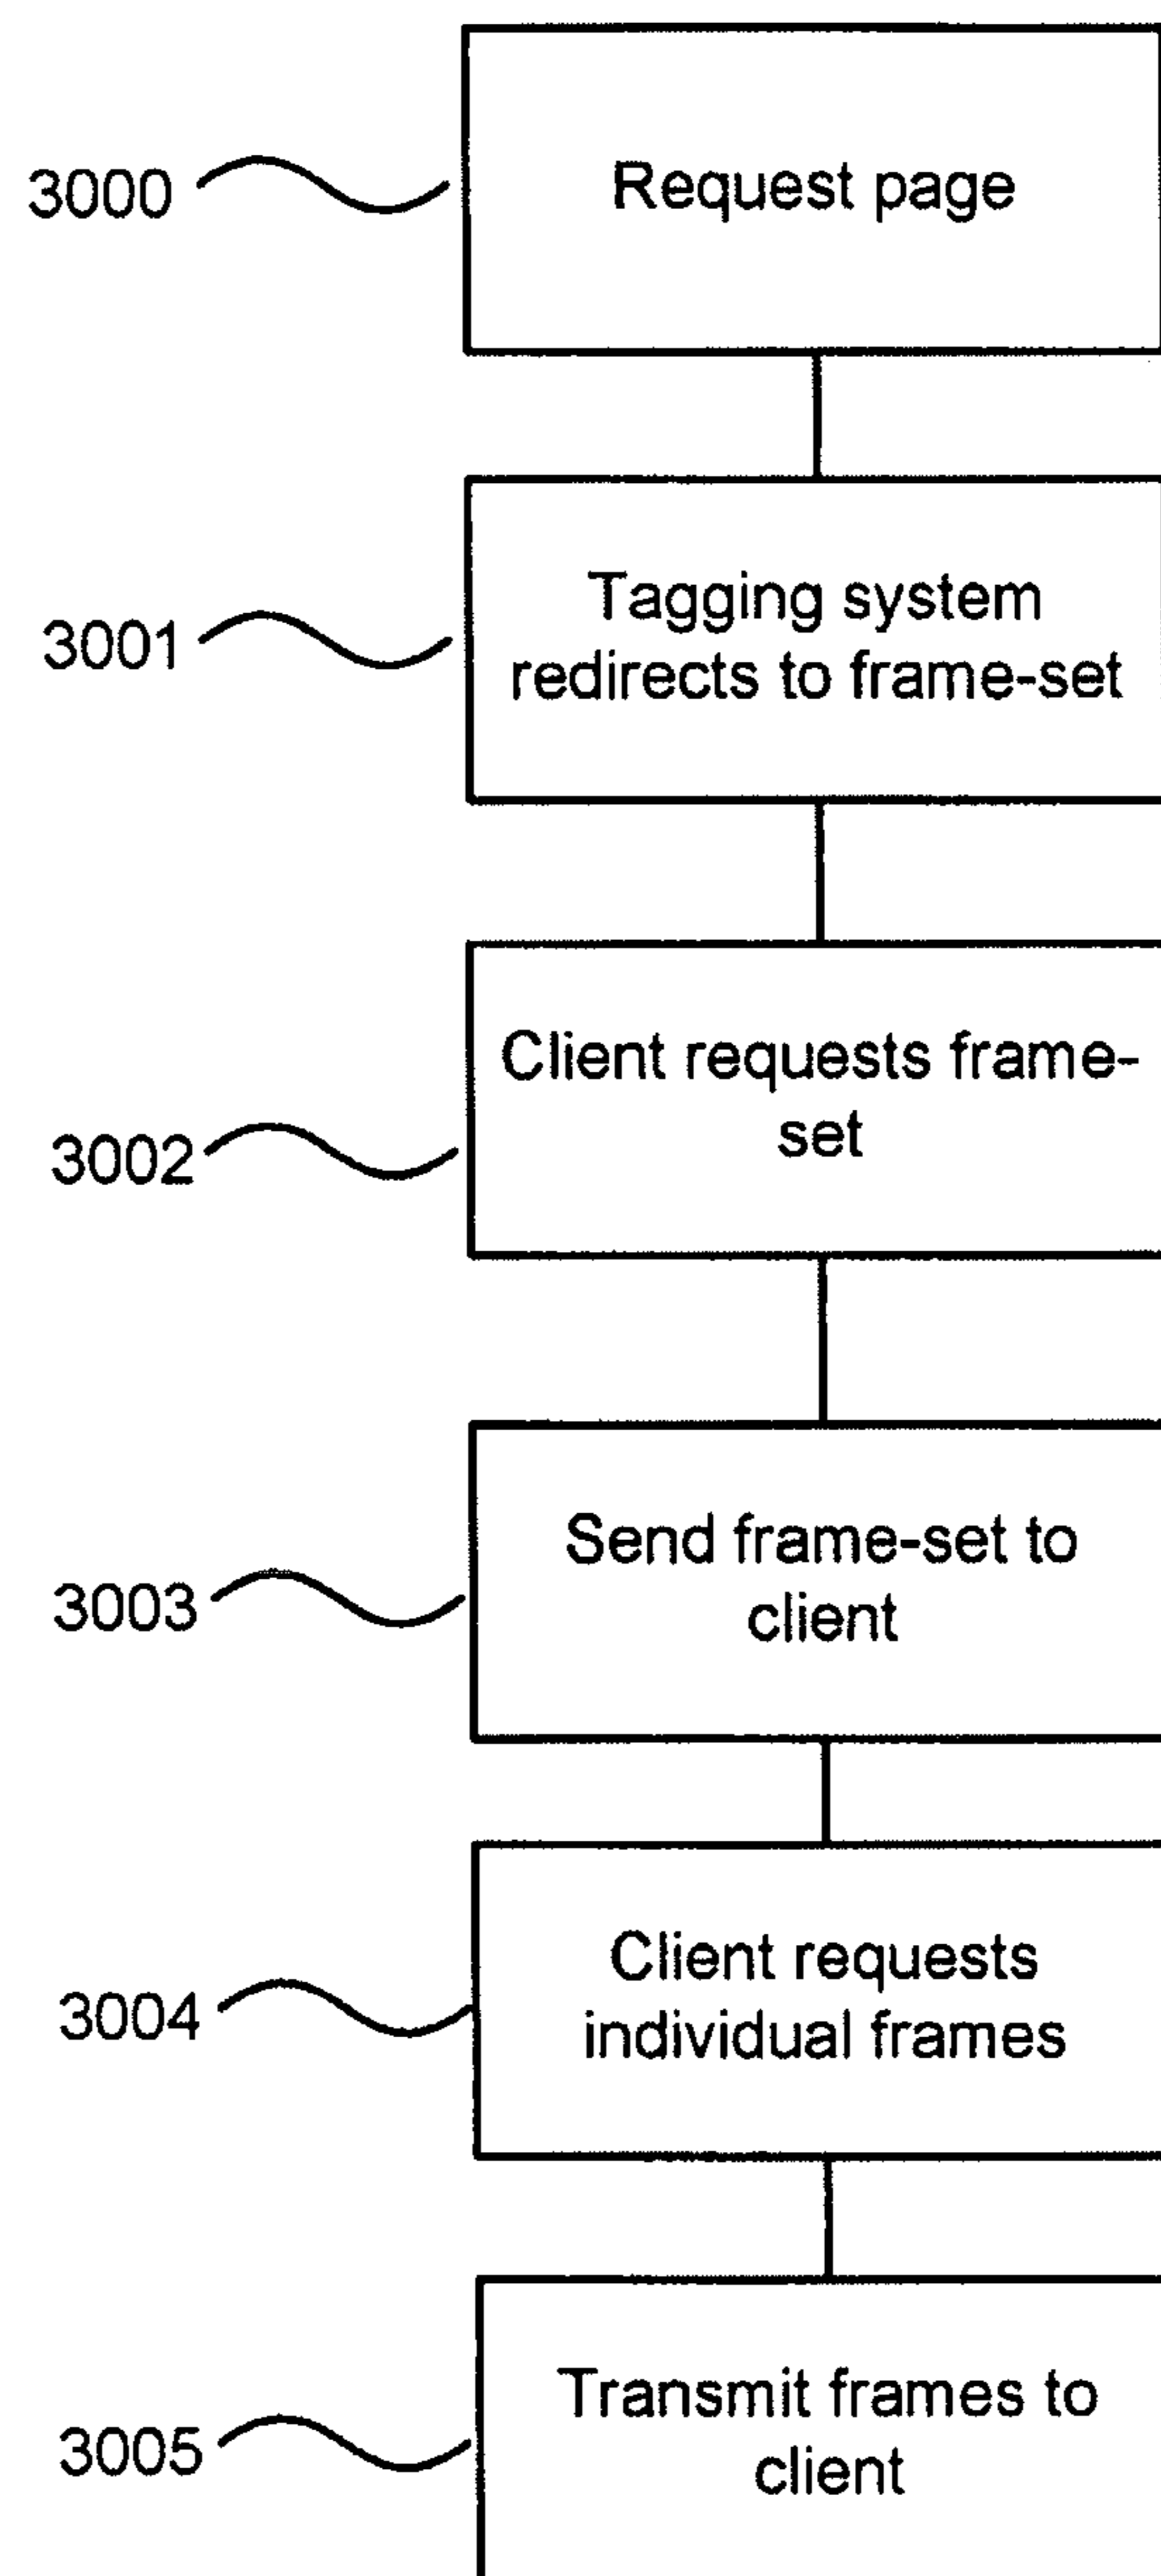 3000
Request page
3001
Tagging system
redirects to frame-set
3002
Client requests frame-
set
3003
Send frame-set to
client
3004
Client requests
individual frames
3005
Transmit frames to
client